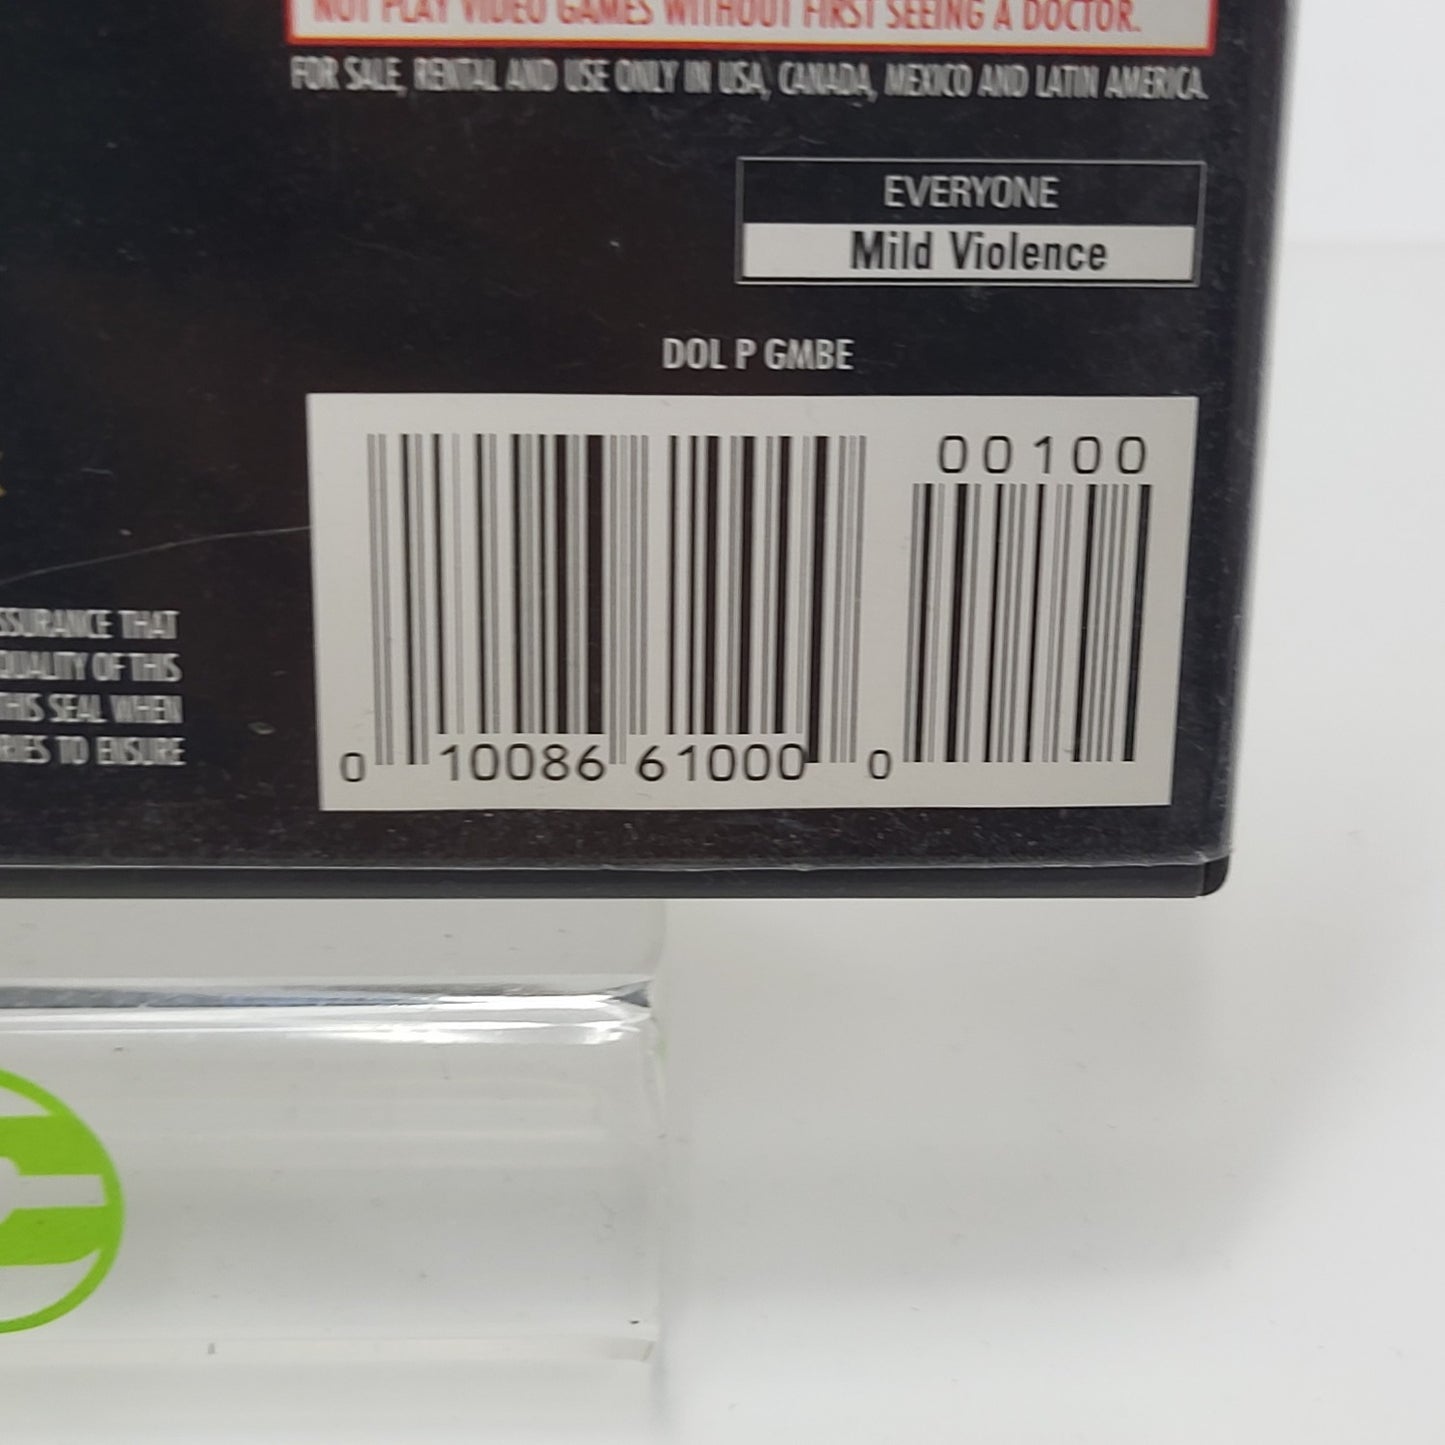 NOT PLAY VIDEO GAMES WITHOUT FIRST SEEING A DOCTOR.
FOR SALE, RENTAL AND USE ONLY IN USA, CANADA, MEXICO AND LATIN AMERICA.
EVERYONE
Mild Violence
DOL P GMBE
00100
0 10086 61000 0
ASSURANCE THAT
QUALITY OF THIS
THIS SEAL WHEN
TO ENSURE